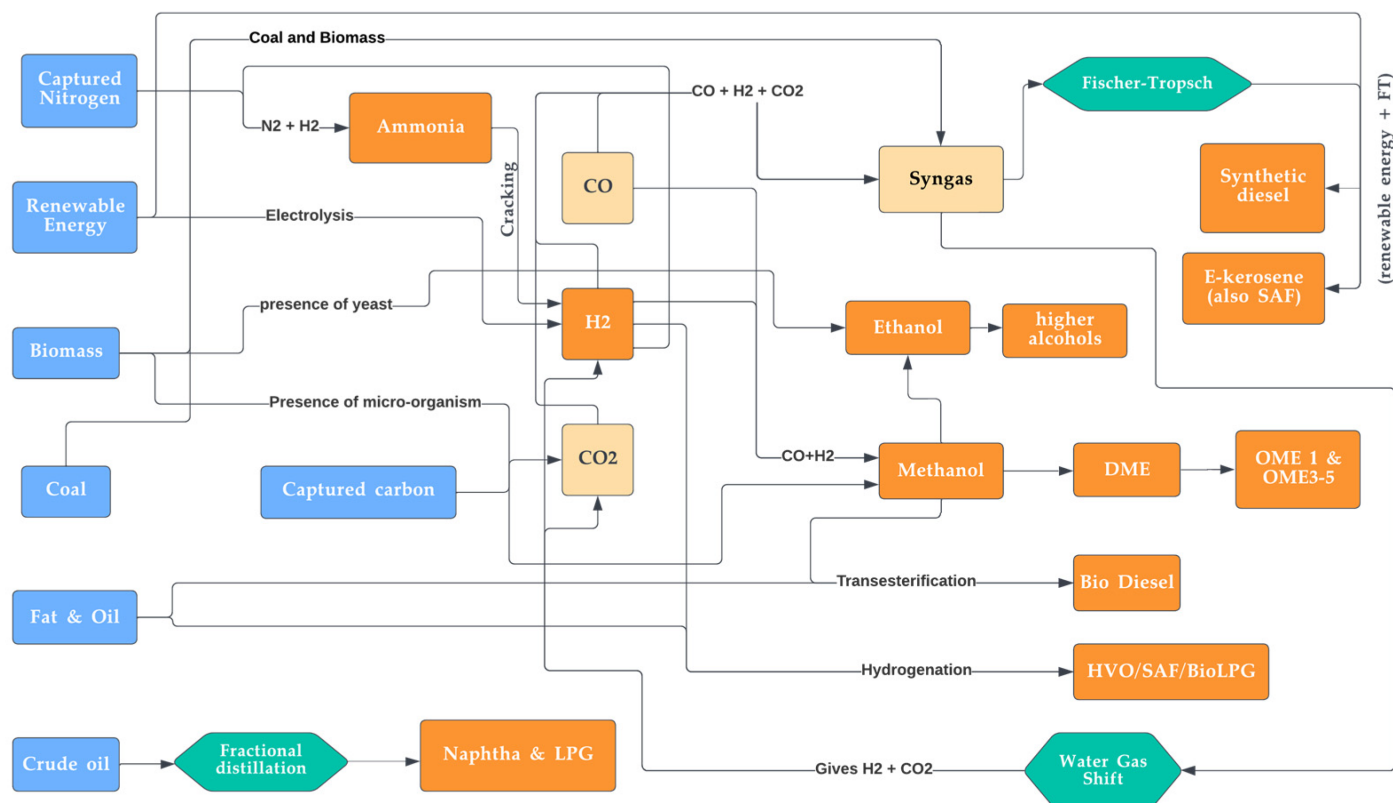 Coal and Biomass
Captured
Nitrogen
CO + H2 + CO2
Fischer-Tropsch
N2 + H2
Ammonia
(renewable energy + FT)
Cracking
CO
Syngas
Synthetic
diesel
Renewable
Energy
Electrolysis
E-kerosene
(also SAF)
presence of yeast
H2
Ethanol
higher
alcohols
Biomass
Presence of micro-organism
CO2
CO+H2
Methanol
DME
OME 1 &
OME3-5
Coal
Captured carbon
Transesterification
Bio Diesel
Fat & Oil
Hydrogenation
HVO/SAF/BioLPG
Crude oil
Fractional
distillation
Naphtha & LPG
Gives H2 + CO2
Water Gas
Shift